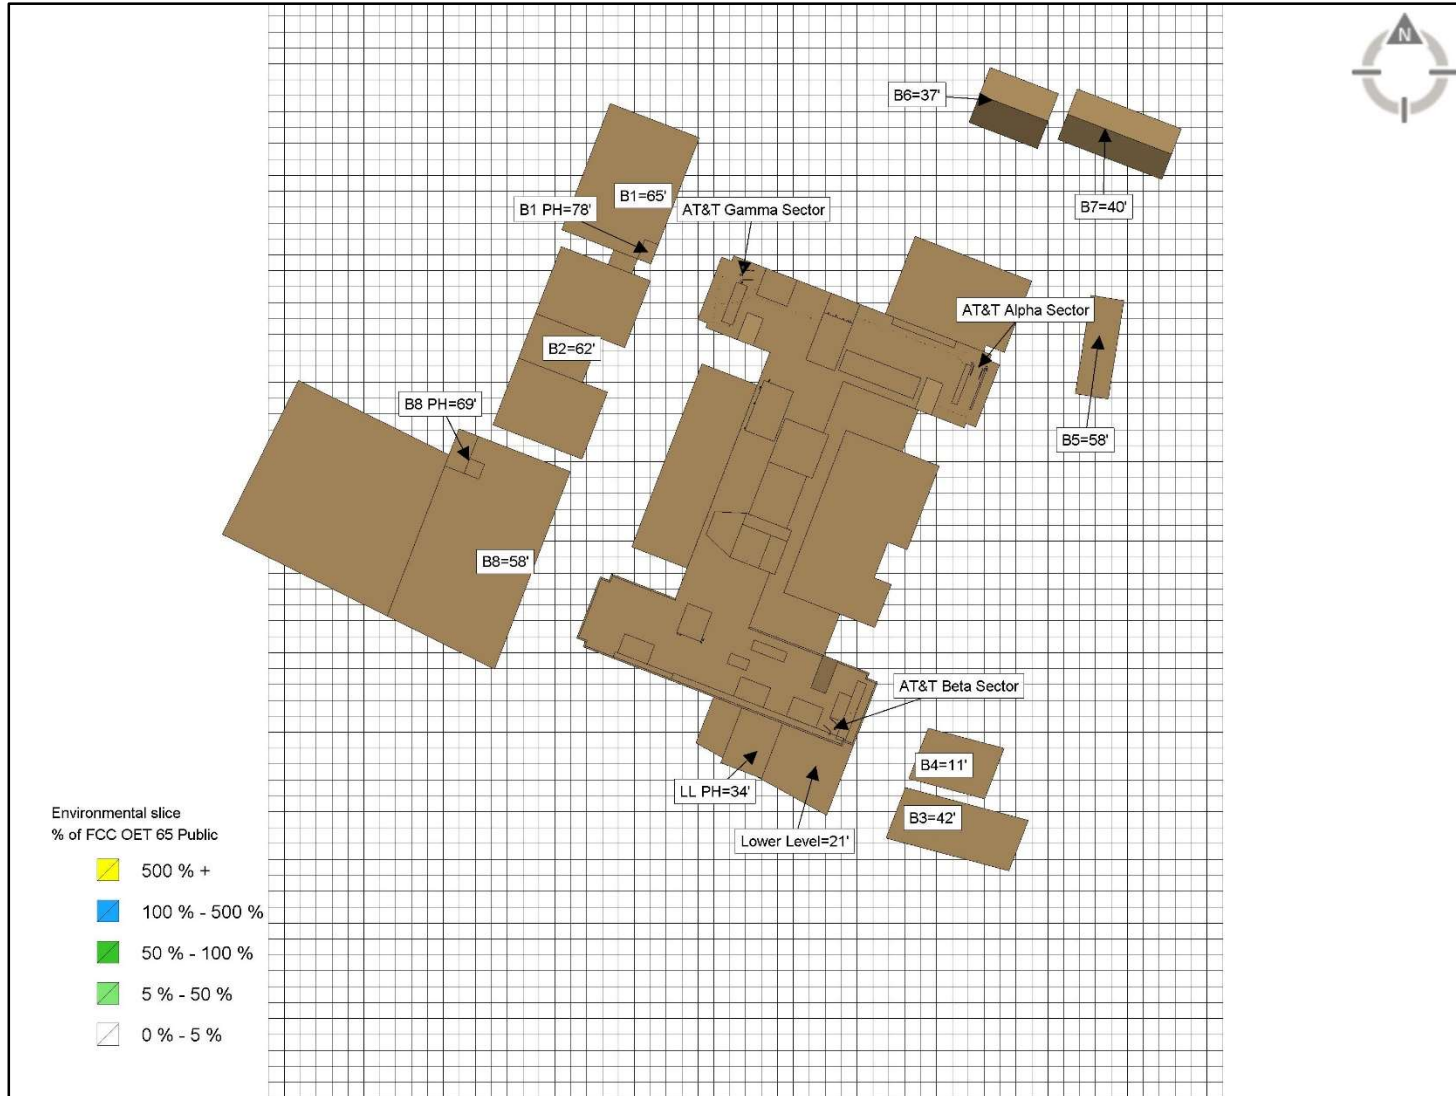 N
B6=37'
B7=40'
B1=65'
B1 PH=78'
AT&T Gamma Sector
AT&T Alpha Sector
B2=62'
B8 PH=69'
B5=58'
B8=58'
AT&T Beta Sector
B4=11'
LL PH=34'
B3=42'
Lower Level=21'
Environmental slice
% of FCC OET 65 Public
500 % +
100 % - 500 %
50 % - 100 %
5 % - 50 %
0 % - 5 %